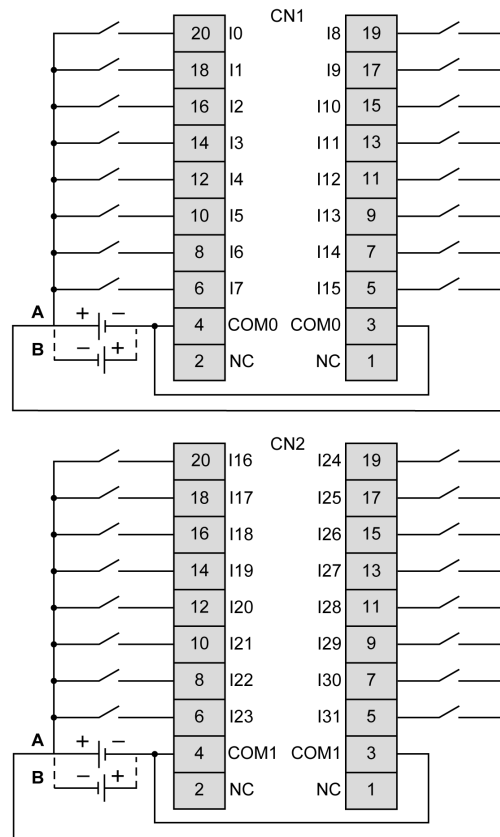 CN1
20 I0 I8 19
18 I1 I9 17
16 I2 I10 15
14 I3 I11 13
12 I4 I12 11
10 I5 I13 9
8 I6 I14 7
6 I7 I15 5
A + −
4 COM0 COM0 3
B − +
2 NC NC 1
CN2
20 I16 I24 19
18 I17 I25 17
16 I18 I26 15
14 I19 I27 13
12 I20 I28 11
10 I21 I29 9
8 I22 I30 7
6 I23 I31 5
A + −
4 COM1 COM1 3
B − +
2 NC NC 1